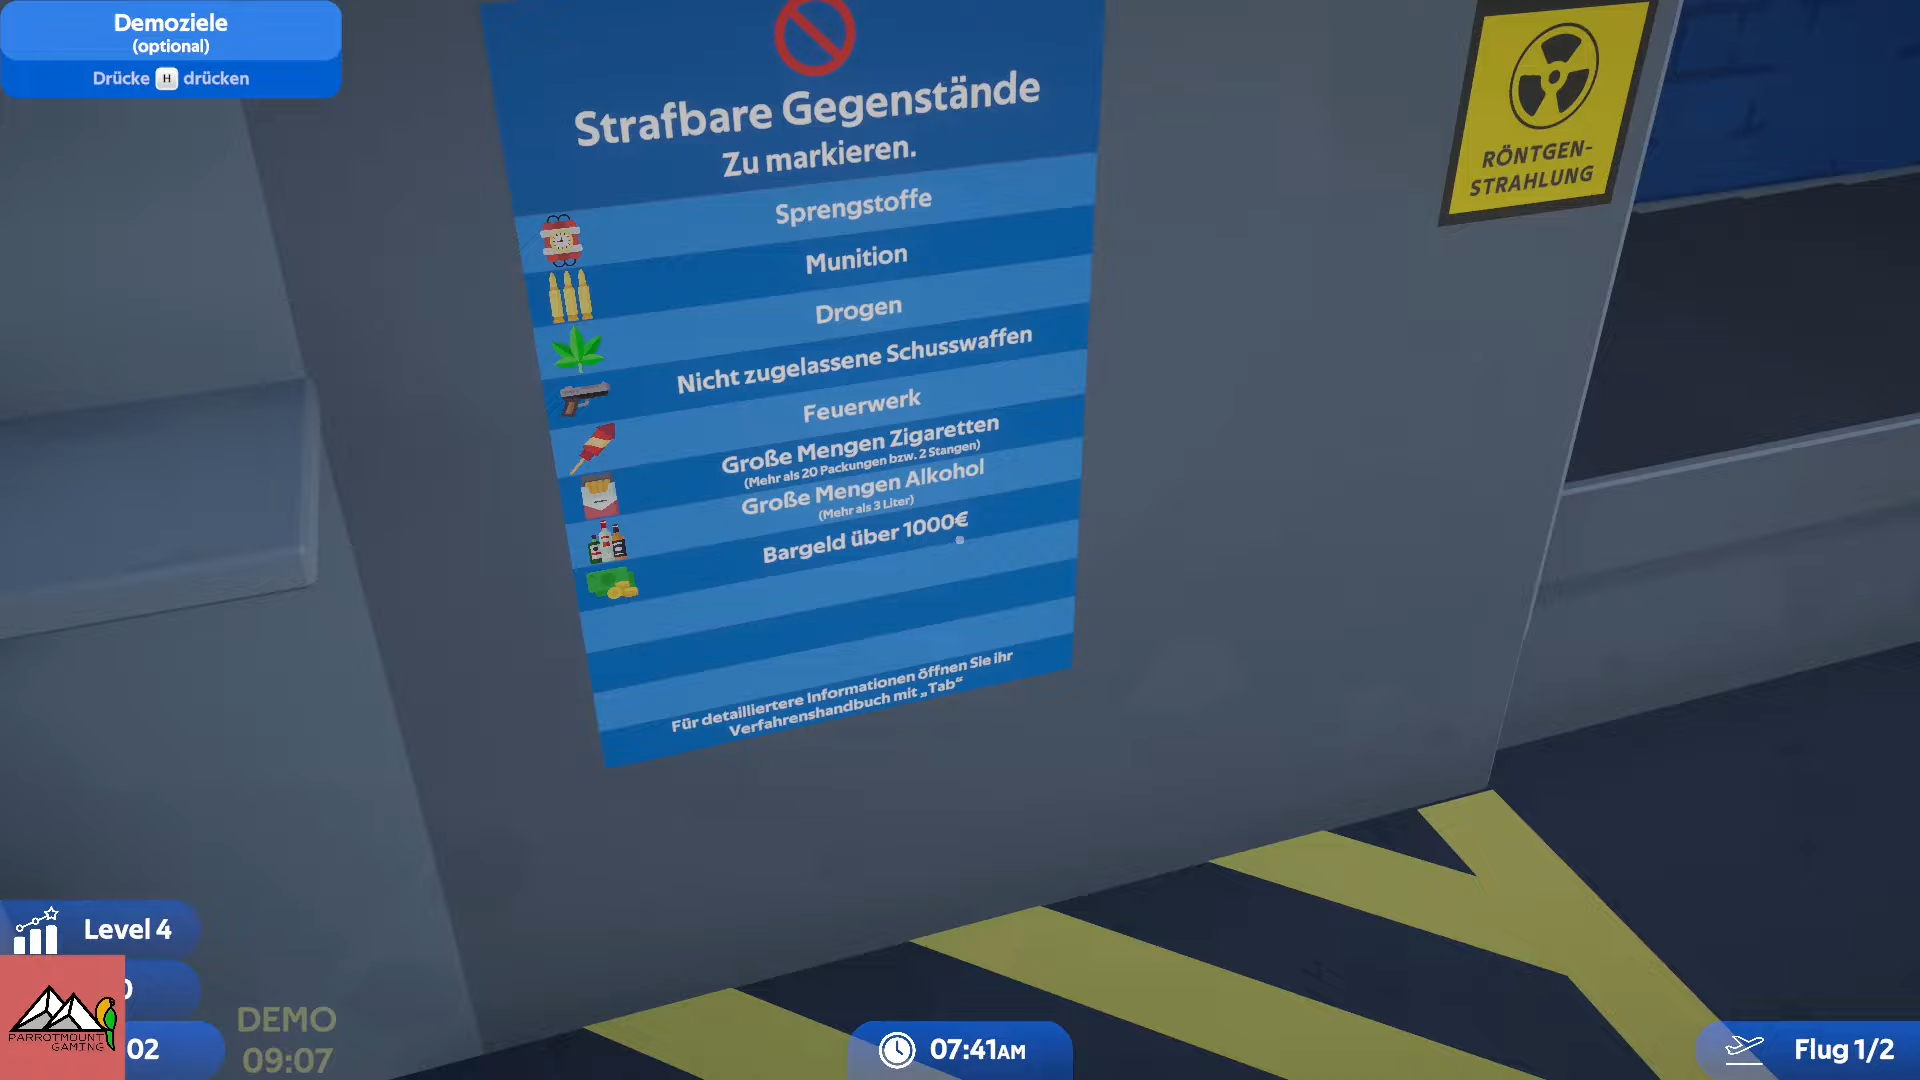 Demoziele
(optional)
Drücke H drücken
Strafbare Gegenstände
Zu markieren.
Sprengstoffe
Munition
Drogen
Nicht zugelassene Schusswaffen
Feuerwerk
Große Mengen Zigaretten
(Mehr als 20 Packungen bzw. 2 Stangen)
Große Mengen Alkohol
(Mehr als 3 Liter)
Bargeld über 1000€
Für detailliertere Informationen öffnen Sie ihr
Verfahrenshandbuch mit „Tab“
RÖNTGEN-
STRAHLUNG
Level 4
02
PARROTMOUNT
GAMING
DEMO
09:07
07:41AM
Flug 1/2